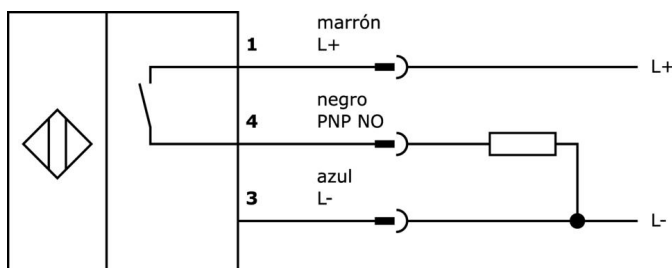 marrón
1
L+
L+
negro
4
PNP NO
azul
3
L-
L-